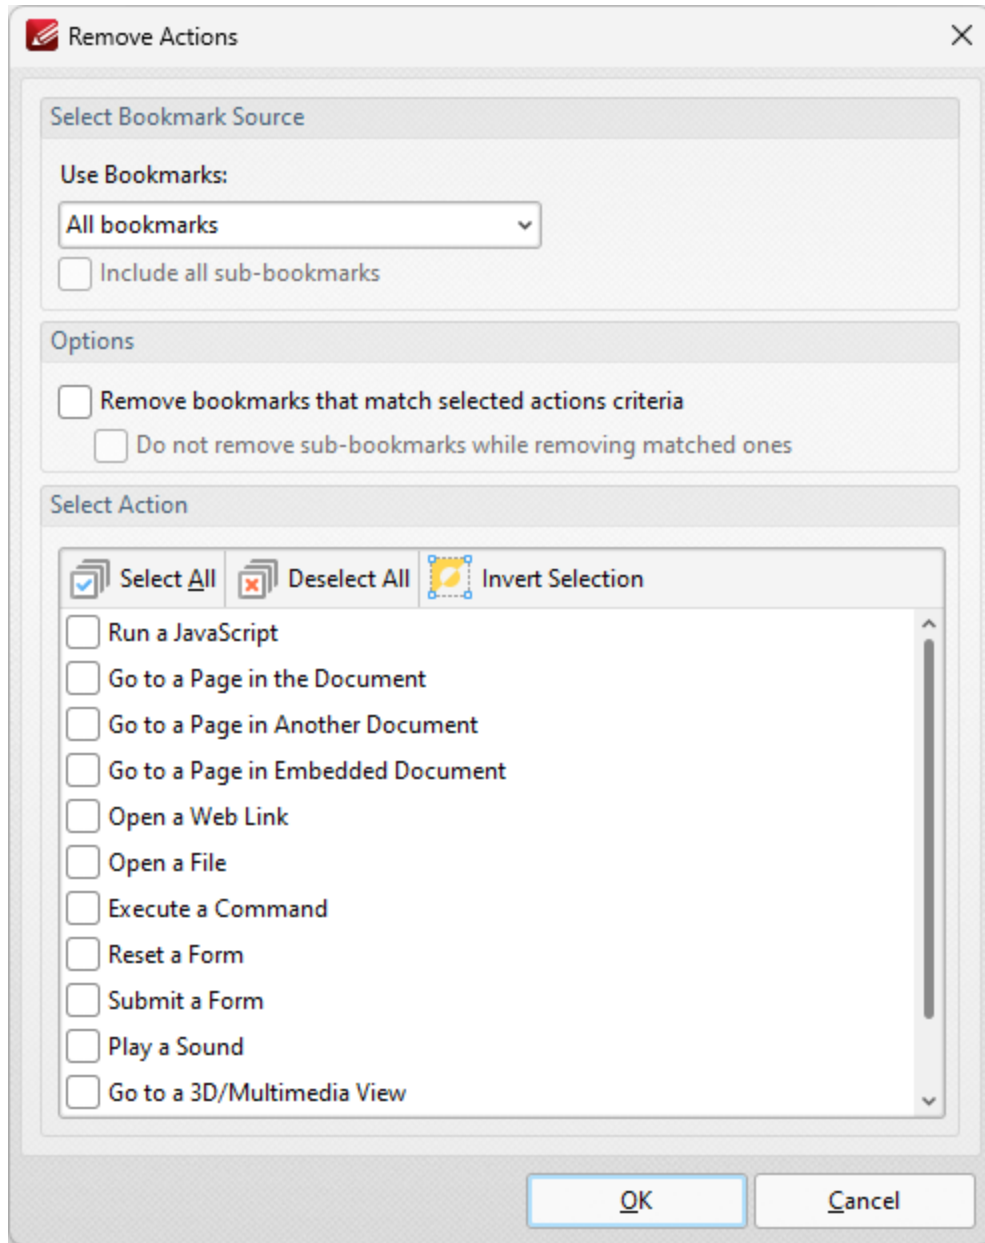 Remove Actions
Select Bookmark Source
Use Bookmarks:
All bookmarks
Include all sub-bookmarks
Options
Remove bookmarks that match selected actions criteria
Do not remove sub-bookmarks while removing matched ones
Select Action
Select All Deselect All Invert Selection
Run a JavaScript
Go to a Page in the Document
Go to a Page in Another Document
Go to a Page in Embedded Document
Open a Web Link
Open a File
Execute a Command
Reset a Form
Submit a Form
Play a Sound
Go to a 3D/Multimedia View
OK Cancel